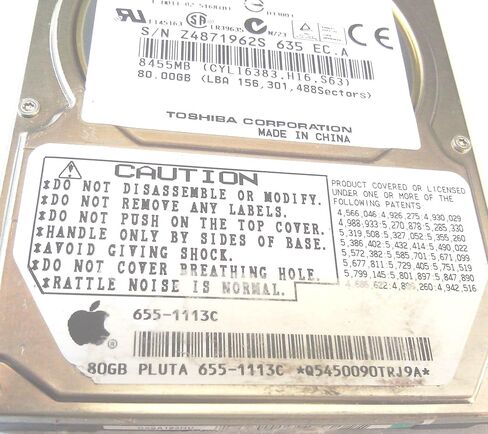 E145163 LR39635 N/23
S/N Z4871962S 635 EC.A
8455MB (CYL16383.H16.S63)
80.00GB (LBA 156,301,488Sectors)
TOSHIBA CORPORATION
MADE IN CHINA
CAUTION
*DO NOT DISASSEMBLE OR MODIFY.
*DO NOT REMOVE ANY LABELS.
*DO NOT PUSH ON THE TOP COVER.
*HANDLE ONLY BY SIDES OF BASE.
*AVOID GIVING SHOCK.
*DO NOT COVER BREATHING HOLE.
*RATTLE NOISE IS NORMAL.
PRODUCT COVERED OR LICENSED
UNDER ONE OR MORE OF THE
FOLLOWING PATENTS
4,566,046;4,926,275;4,930,029
4,988,933;5,270,878;5,285,330
5,319,508;5,327,052;5,355,260
5,386,402;5,432,414;5,490,022
5,572,382;5,585,701;5,671,099
5,677,811;5,729,405;5,751,519
5,799,145;5,801,897;5,847,890
4,942,516
655-1113C
80GB PLUTA 655-1113C *Q5450090TRJ9A*